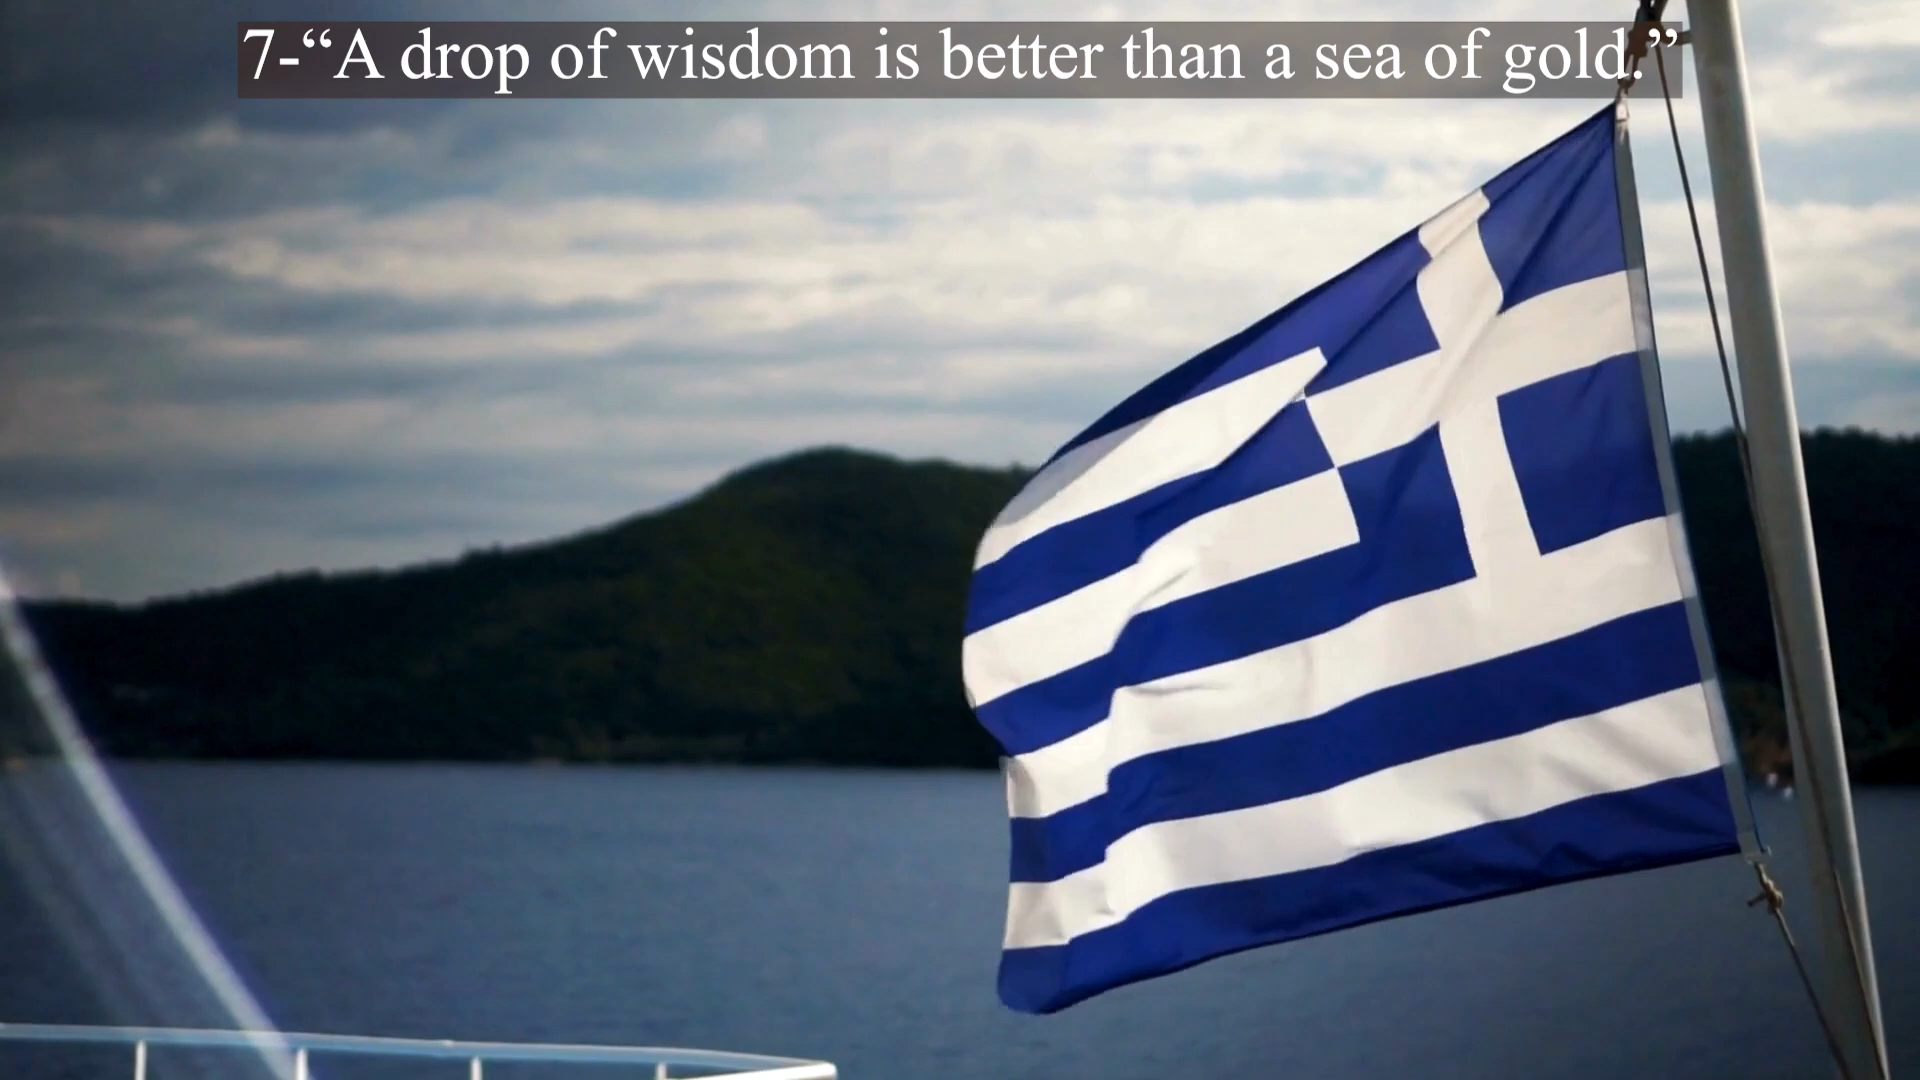 7-“A drop of wisdom is better than a sea of gold.”